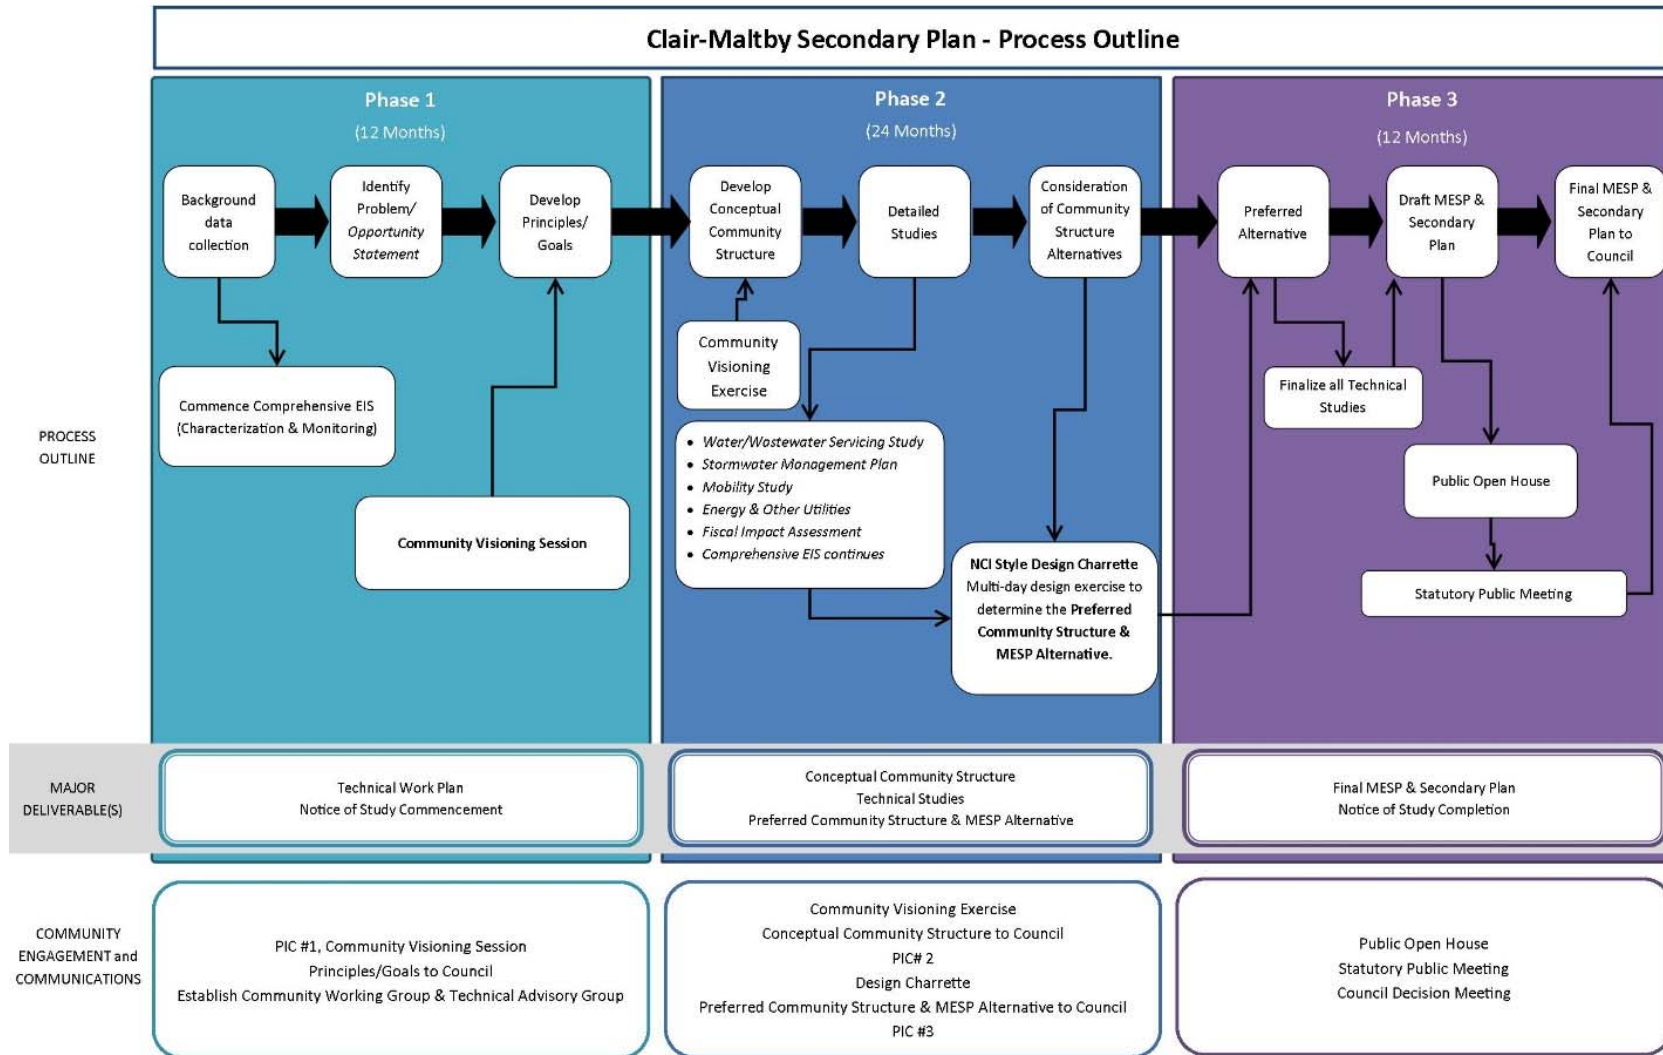 Clair-Maltby Secondary Plan - Process Outline
Phase 1
(12 Months)
Phase 2
(24 Months)
Phase 3
(12 Months)
Background
data
collection
Identify
Problem/
Opportunity
Statement
Develop
Principles/
Goals
Develop
Conceptual
Community
Structure
Detailed
Studies
Consideration
of Community
Structure
Alternatives
Preferred
Alternative
Draft MESP &
Secondary
Plan
Final MESP &
Secondary
Plan to
Council
PROCESS
OUTLINE
Commence Comprehensive EIS
(Characterization & Monitoring)
Community Visioning Session
Community
Visioning
Exercise
• Water/Wastewater Servicing Study
• Stormwater Management Plan
• Mobility Study
• Energy & Other Utilities
• Fiscal Impact Assessment
• Comprehensive EIS continues
NCI Style Design Charrette
Multi-day design exercise to
determine the Preferred
Community Structure &
MESP Alternative.
Finalize all Technical
Studies
Public Open House
Statutory Public Meeting
MAJOR
DELIVERABLE(S)
Technical Work Plan
Notice of Study Commencement
Conceptual Community Structure
Technical Studies
Preferred Community Structure & MESP Alternative
Final MESP & Secondary Plan
Notice of Study Completion
COMMUNITY
ENGAGEMENT and
COMMUNICATIONS
PIC #1, Community Visioning Session
Principles/Goals to Council
Establish Community Working Group & Technical Advisory Group
Community Visioning Exercise
Conceptual Community Structure to Council
PIC# 2
Design Charrette
Preferred Community Structure & MESP Alternative to Council
PIC #3
Public Open House
Statutory Public Meeting
Council Decision Meeting